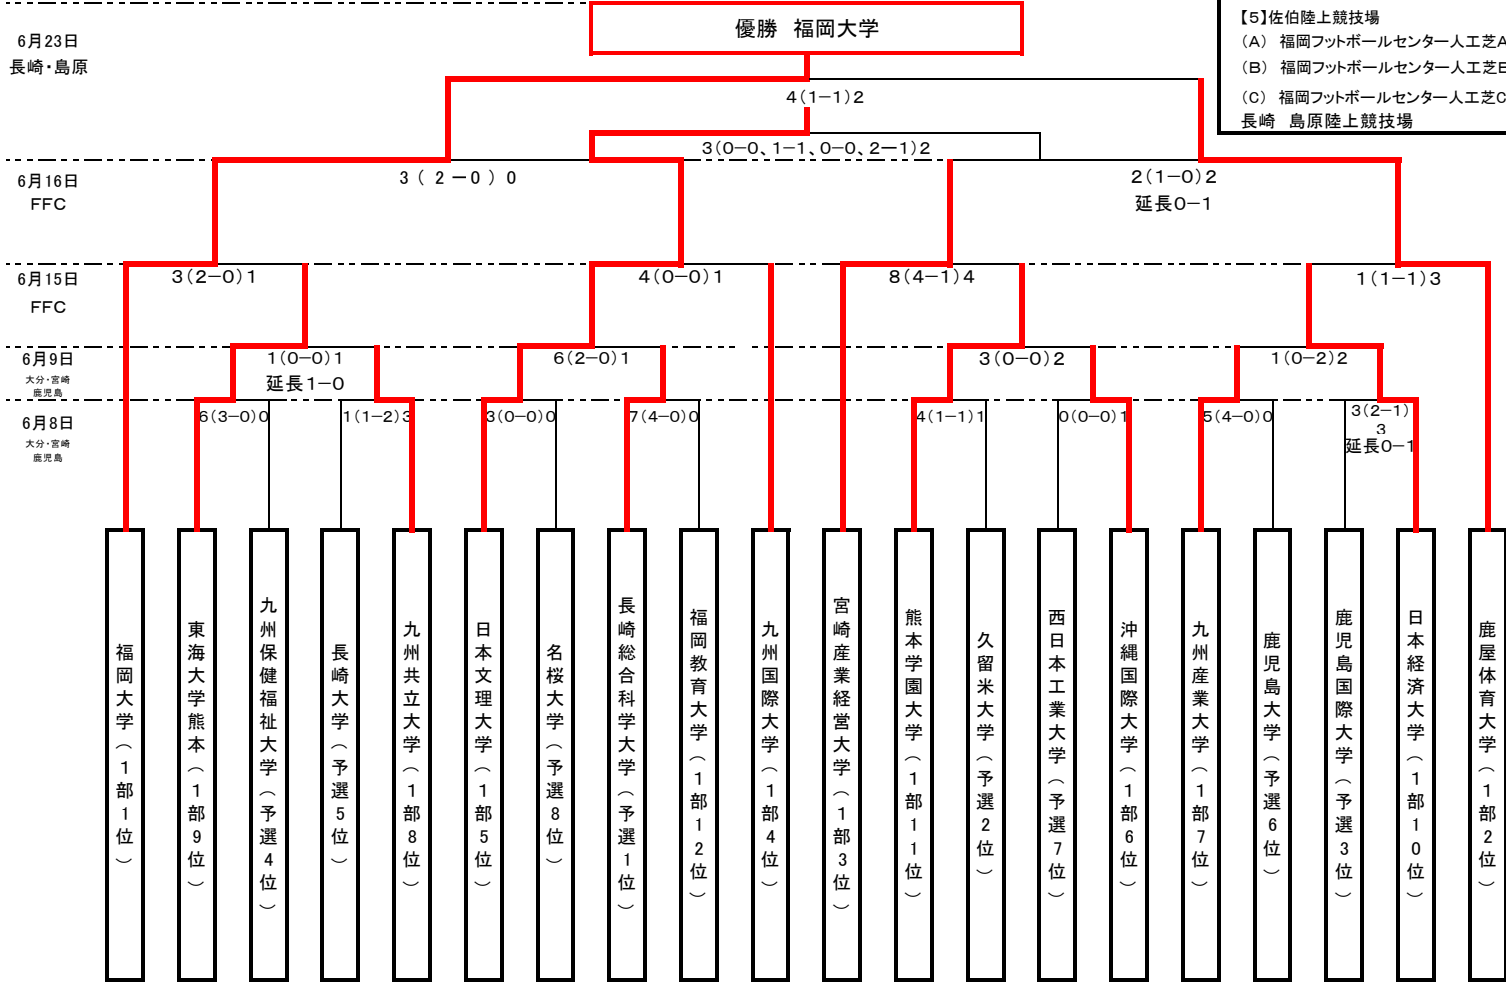 優勝 福岡大学
【5】佐伯陸上競技場
(A) 福岡フットボールセンター人工芝A
(B) 福岡フットボールセンター人工芝B
(C) 福岡フットボールセンター人工芝C
長崎 島原陸上競技場
6月23日
長崎・島原
4(1−1)2
3(0−0、1−1、0−0、2−1)2
6月16日
FFC
3(2−0)0
2(1−0)2
延長0−1
6月15日
FFC
3(2−0)1
4(0−0)1
8(4−1)4
1(1−1)3
6月9日
大分・宮崎
鹿児島
1(0−0)1
延長1−0
6(2−0)1
3(0−0)2
1(0−2)2
6月8日
大分・宮崎
鹿児島
6(3−0)0
1(1−2)3
3(0−0)0
7(4−0)0
4(1−1)1
0(0−0)1
5(4−0)0
3(2−1)
3
延長0−1
福岡大学(1部1位)
東海大学熊本(1部9位)
九州保健福祉大学(予選4位)
長崎大学(予選5位)
九州共立大学(1部8位)
日本文理大学(1部5位)
名桜大学(予選8位)
長崎総合科学大学(予選1位)
福岡教育大学(1部12位)
九州国際大学(1部4位)
宮崎産業経営大学(1部3位)
熊本学園大学(1部11位)
久留米大学(予選2位)
西日本工業大学(予選7位)
沖縄国際大学(1部6位)
九州産業大学(1部7位)
鹿児島大学(予選6位)
鹿児島国際大学(予選3位)
日本経済大学(1部10位)
鹿屋体育大学(1部2位)